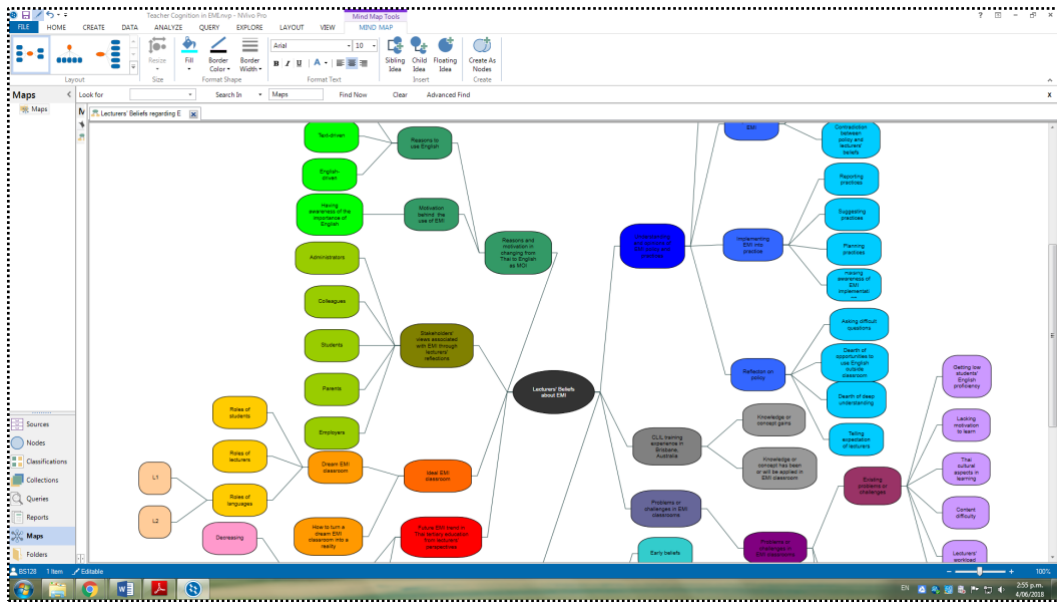 Teacher Cognition in EMI.nvp - NVivo Pro
Mind Map Tools
FILE HOME CREATE DATA ANALYZE QUERY EXPLORE LAYOUT VIEW MIND MAP
Resize
Fill
Border Color
Border Width
Arial 10
B I U A
Sibling Idea
Child Idea
Floating Idea
Create As Nodes
Layout Size Format Shape Format Text Insert Create
Maps
Look for Search In Maps Find Now Clear Advanced Find
Maps
Lecturers' Beliefs regarding E
Text-driven
English-driven
Having awareness of the importance of English
Reasons to use English
Motivation behind the use of EMI
Reasons and motivation in changing from Thai to English as MOI
Administrators
Colleagues
Students
Parents
Employers
Stakeholders' views associated with EMI through lecturers' reflections
Roles of students
Roles of lecturers
Roles of languages
L1
L2
Dream EMI classroom
How to turn a dream EMI classroom into a reality
Ideal EMI classroom
Decreasing
Future EMI trend in Thai tertiary education from lecturers' perspectives
Lecturers' Beliefs about EMI
EMI
Contradiction between policy and lecturers' beliefs
Reporting practices
Suggesting practices
Planning practices
Making awareness of EMI
Implementing EMI into practice
Reflection on policy
Asking difficult questions
Dearth of opportunities to use English outside classroom
Dearth of deep understanding
Telling expectation of lecturers
CLIL training experience in Brisbane, Australia
Knowledge or concept gains
Knowledge or concept has been or will be applied in EMI classroom
Problems or challenges in EMI classrooms
Early beliefs
Problems or challenges in EMI classrooms
Existing problems or challenges
Getting low students' English proficiency
Lacking motivation to learn
Thai cultural aspects in learning
Content difficulty
Lecturers' workload
Sources
Nodes
Classifications
Collections
Queries
Reports
Maps
Folders
BS128 1 Item Editable
100%
EN
2:55 p.m.
4/06/2018